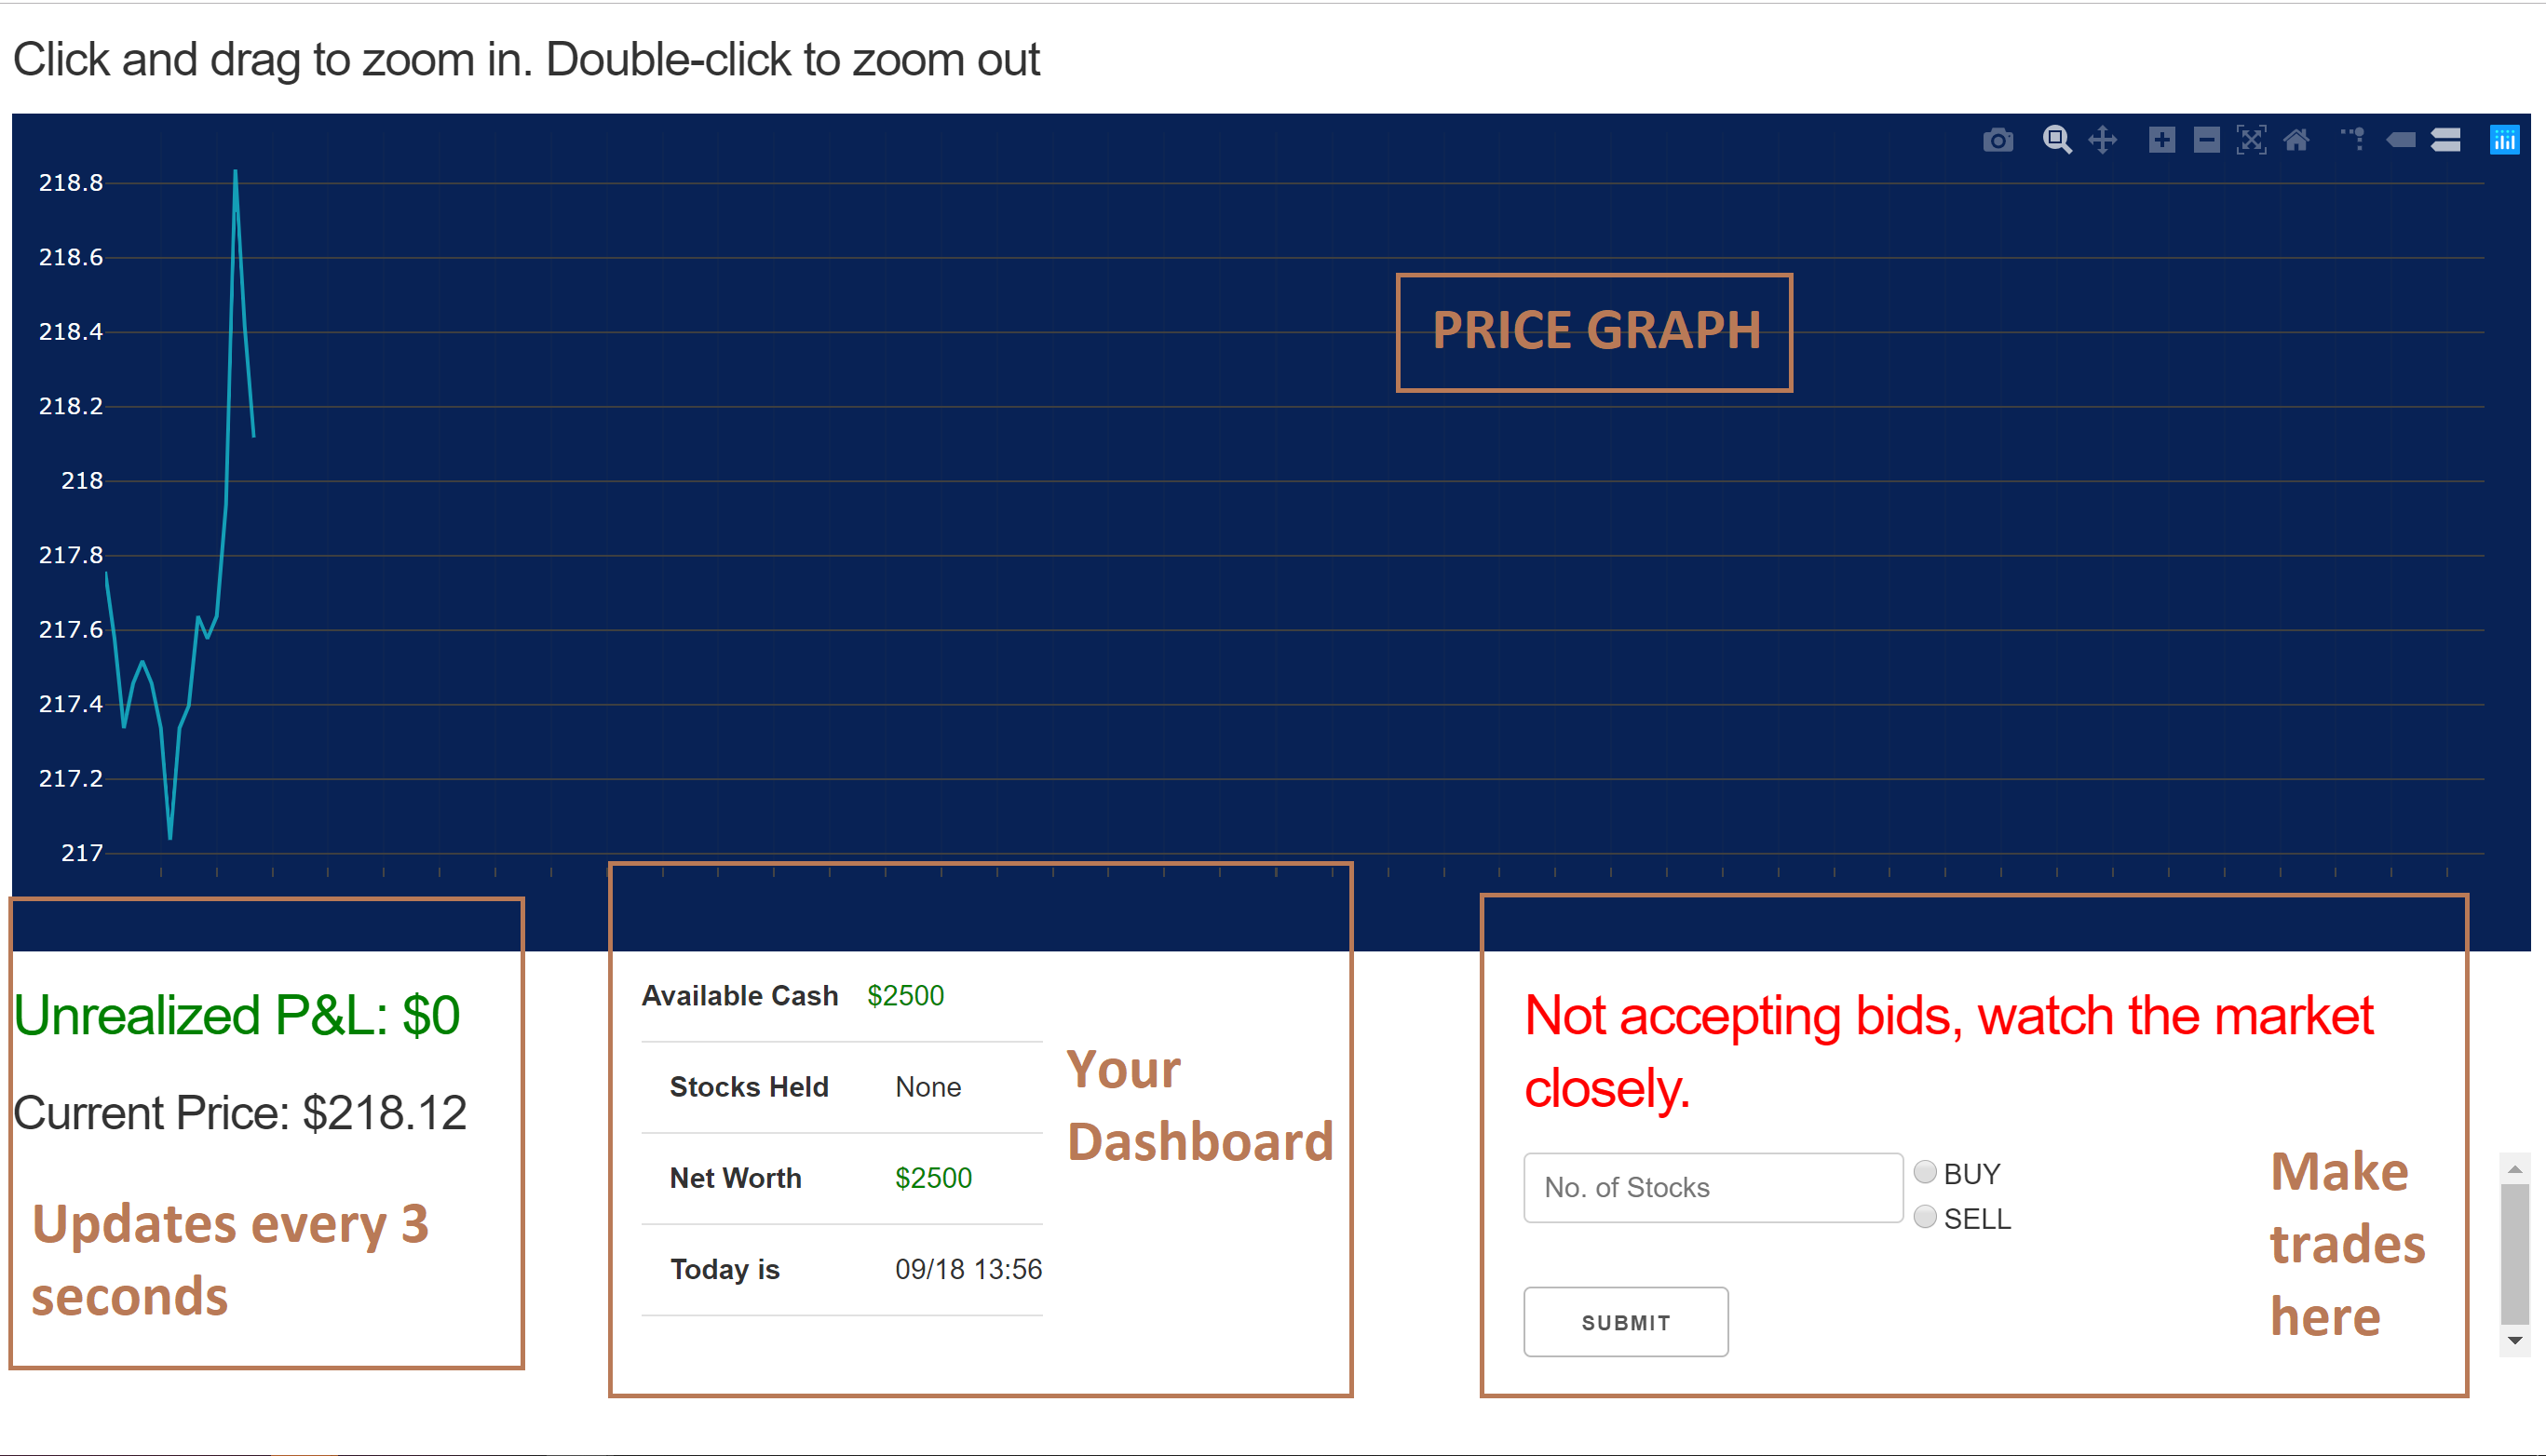 Click and drag to zoom in. Double-click to zoom out
218.8
218.6
PRICE GRAPH
218.4
218.2
218
217.8
217.6
217.4
217.2
217
Unrealized P&L: $0
Current Price: $218.12
Updates every 3
seconds
Available Cash $2500
Stocks Held None
Net Worth $2500
Today is 09/18 13:56
Your
Dashboard
Not accepting bids, watch the market
closely.
No. of Stocks
BUY
SELL
SUBMIT
Make
trades
here